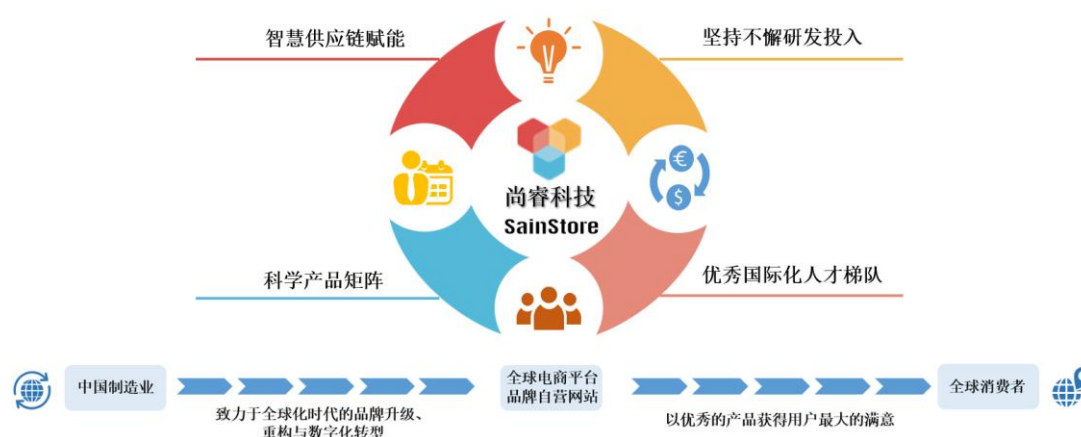 智慧供应链赋能
坚持不懈研发投入
尚睿科技
SainStore
科学产品矩阵
优秀国际化人才梯队
中国制造业
全球电商平台
品牌自营网站
全球消费者
致力于全球化时代的品牌升级、
重构与数字化转型
以优秀的产品获得用户最大的满意